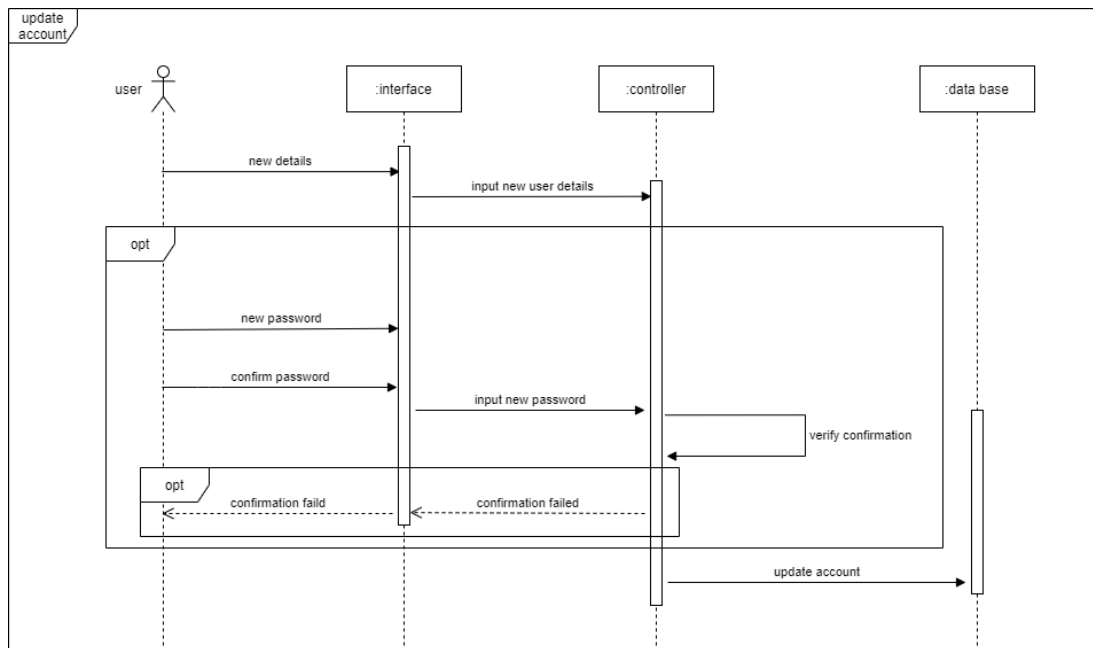 update
account
user
:interface
:controller
:data base
new details
input new user details
opt
new password
confirm password
input new password
verify confirmation
opt
confirmation faild
confirmation failed
update account